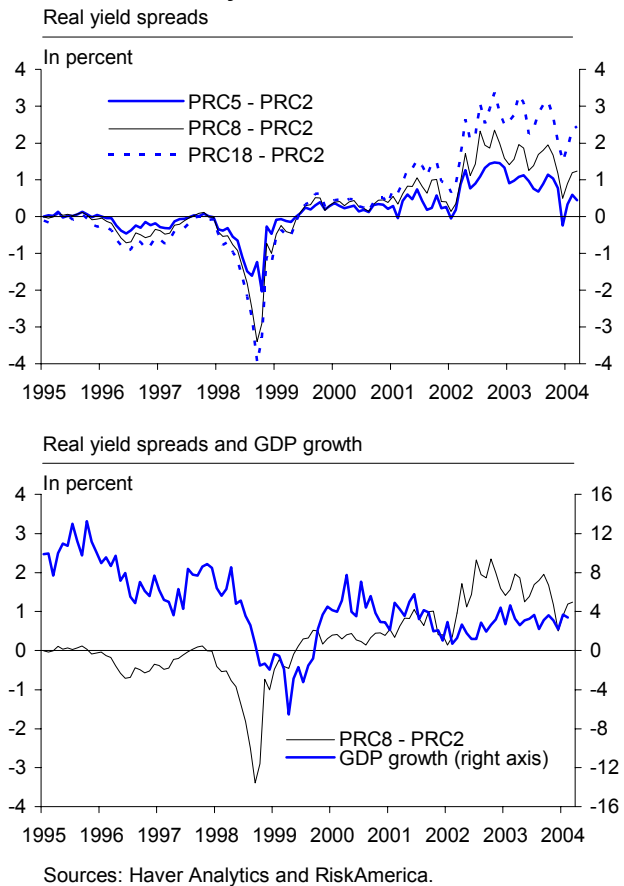 Real yield spreads
In percent
4 4
3 3
2 2
1 1
0 0
-1 -1
-2 -2
-3 -3
-4 -4
PRC5 - PRC2
PRC8 - PRC2
PRC18 - PRC2
1995 1996 1997 1998 1999 2000 2001 2002 2003 2004
Real yield spreads and GDP growth
In percent
4 16
3 12
2 8
1 4
0 0
-1 -4
-2 -8
-3 -12
-4 -16
PRC8 - PRC2
GDP growth (right axis)
1995 1996 1997 1998 1999 2000 2001 2002 2003 2004
Sources: Haver Analytics and RiskAmerica.